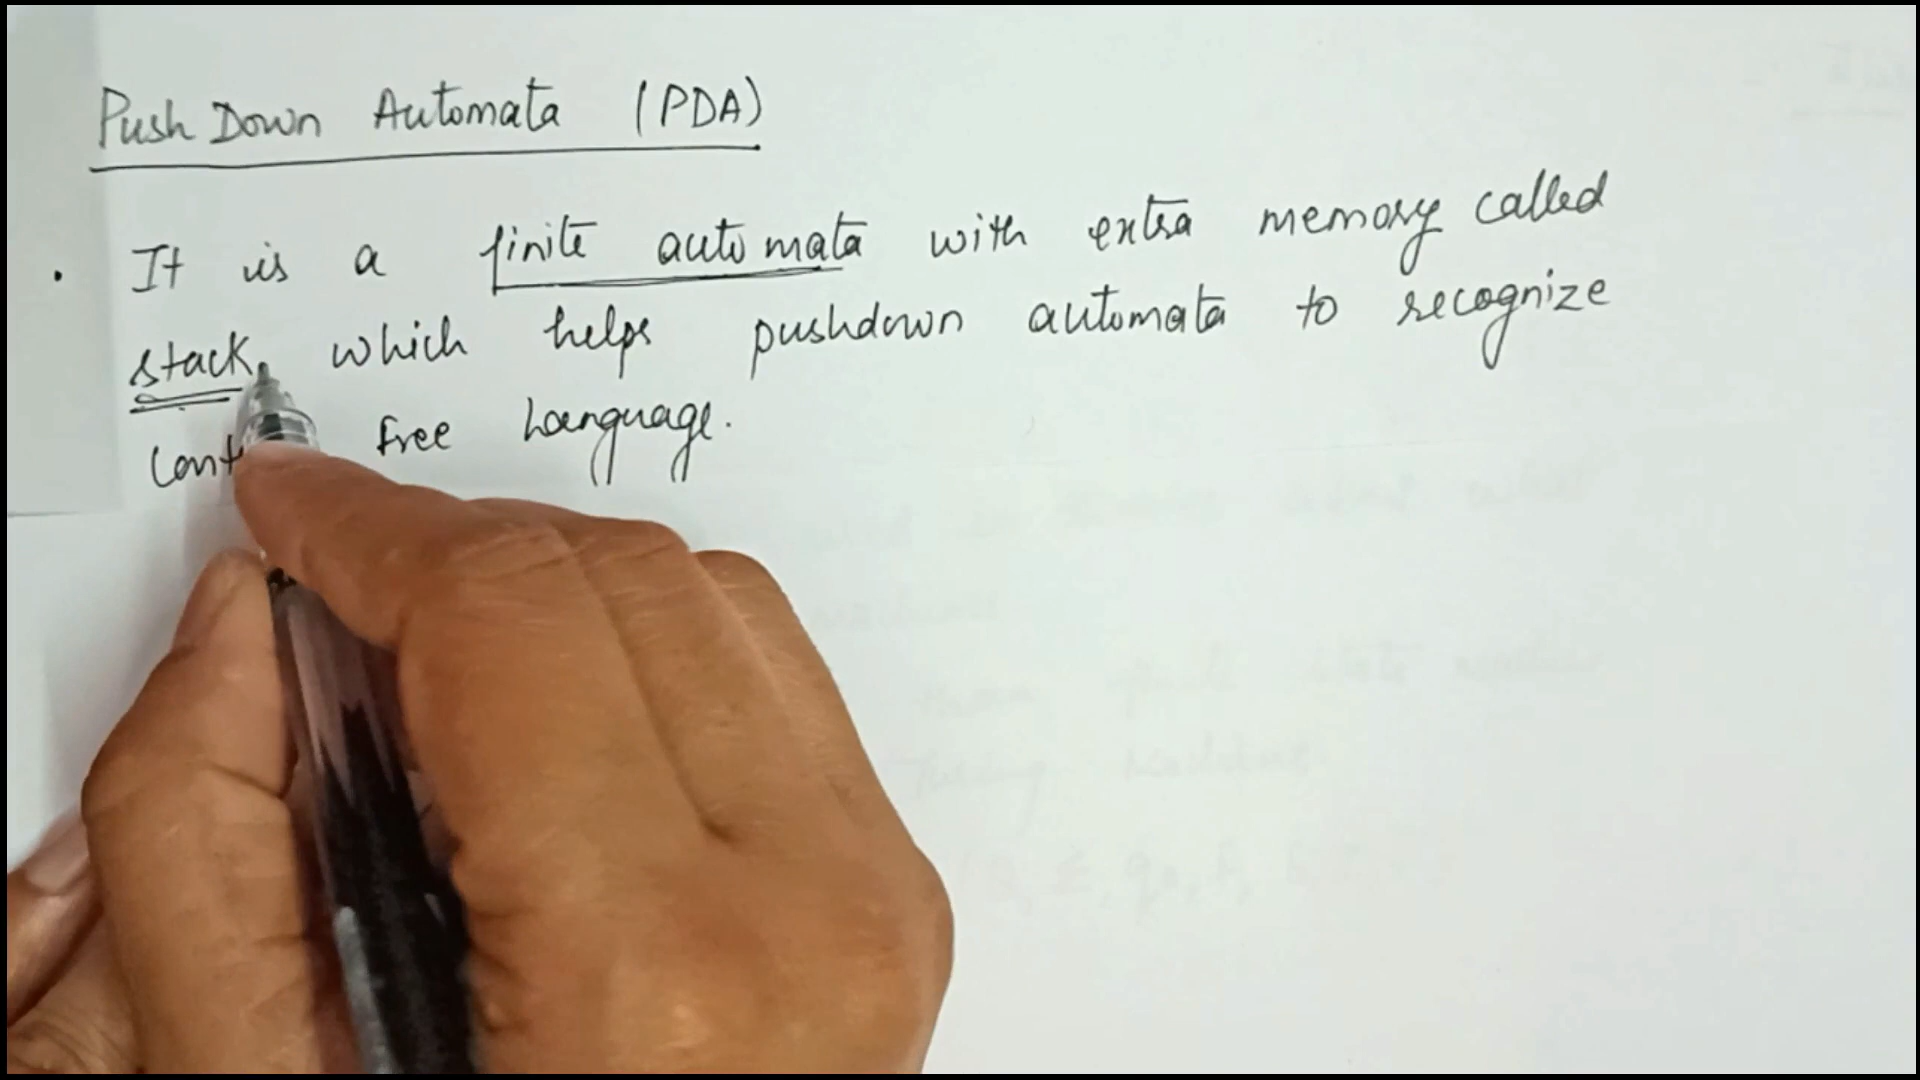 Push Down Automata (PDA)
. It is a finite automata with extra memory called
stack, which helps pushdown automata to recognize
free Language.